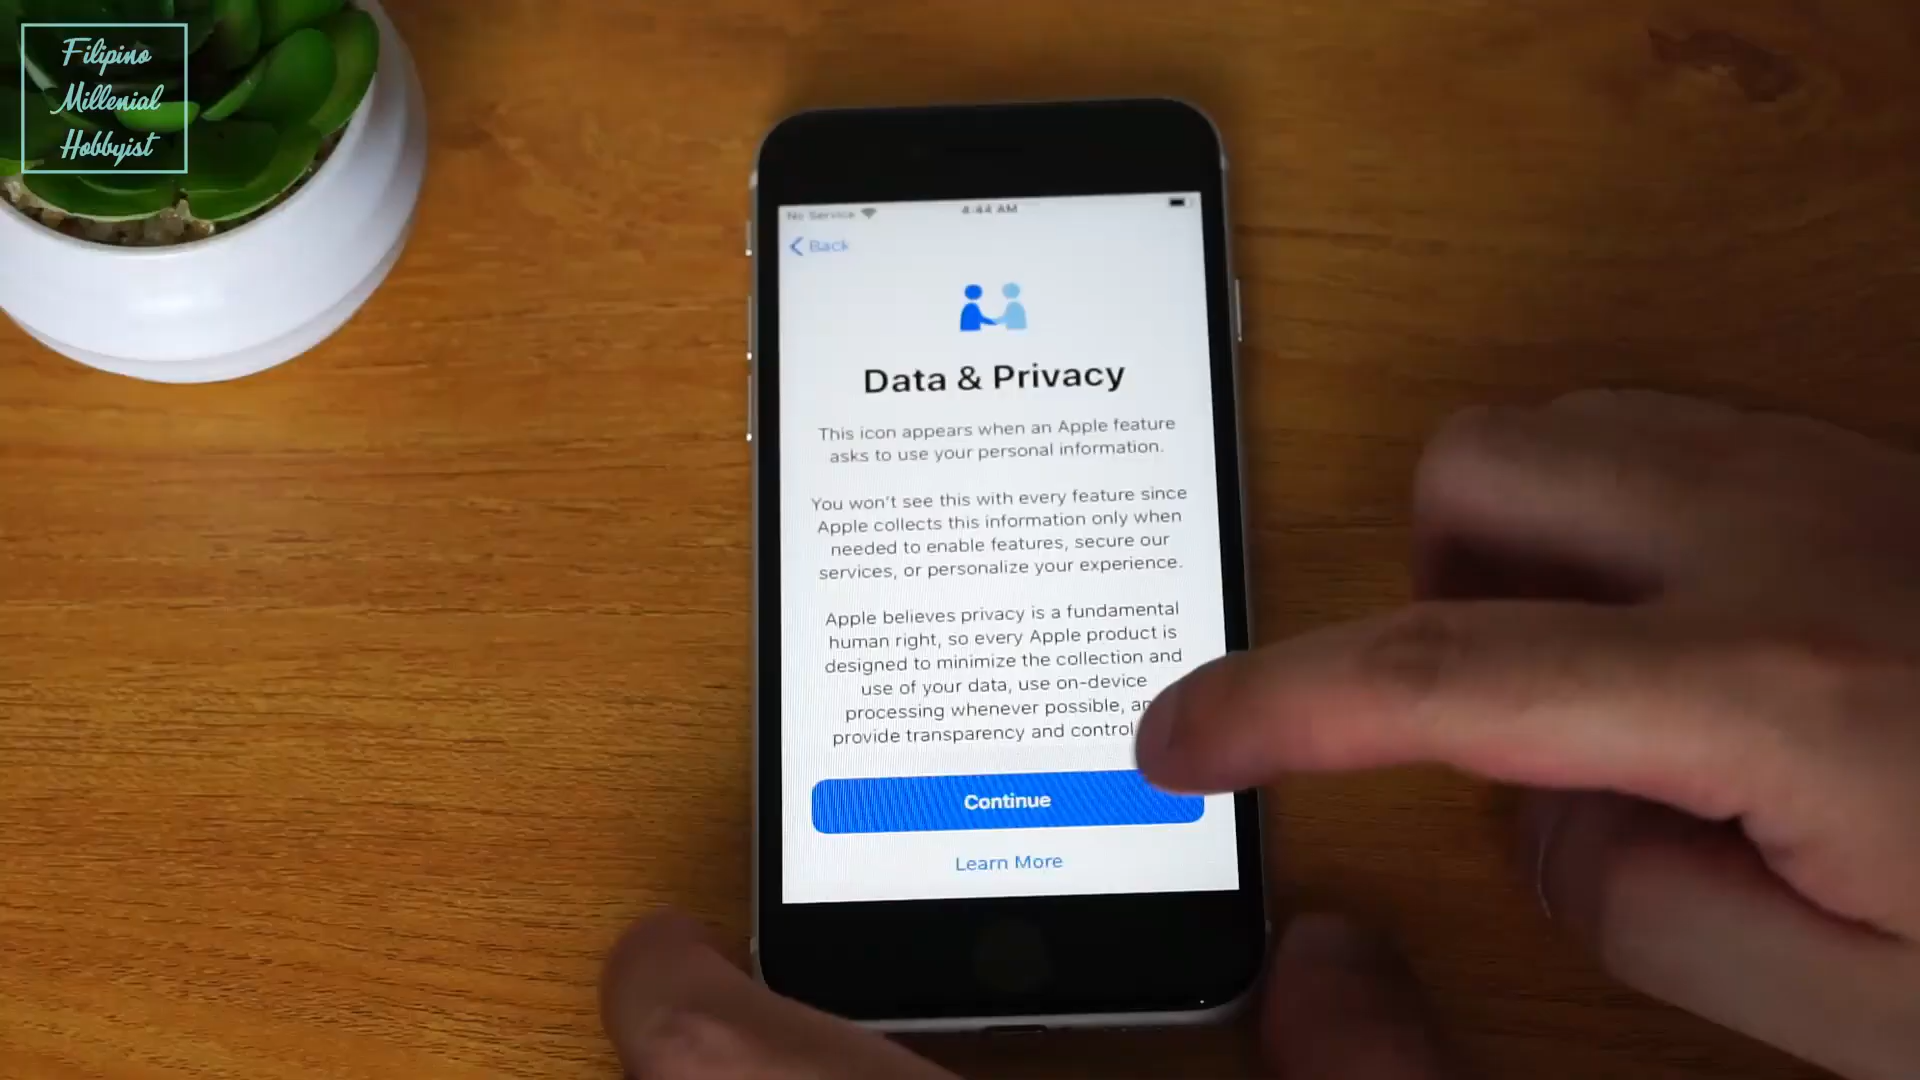 Filipino
Millenial
Hobbyist
No Service 4:44 AM
Back
Data & Privacy
This icon appears when an Apple feature
asks to use your personal information.
You won't see this with every feature since
Apple collects this information only when
needed to enable features, secure our
services, or personalize your experience.
Apple believes privacy is a fundamental
human right, so every Apple product is
designed to minimize the collection and
use of your data, use on-device
processing whenever possible,
provide transparency and control
Continue
Learn More